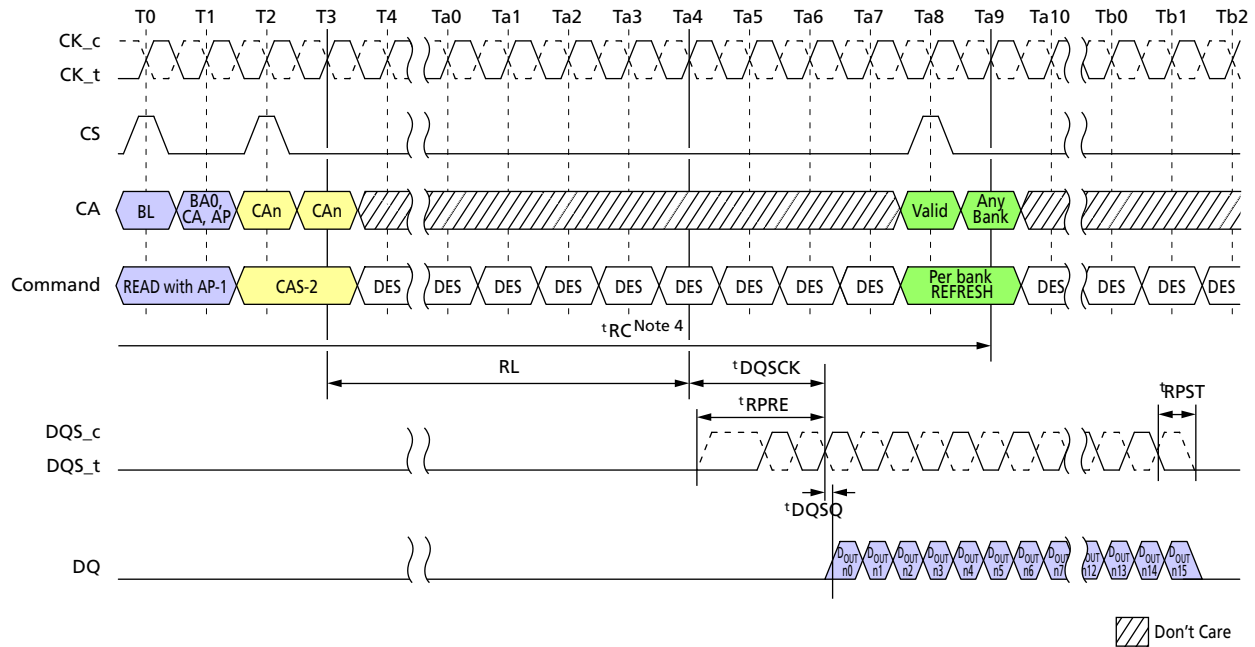 T0 T1 T2 T3 T4 Ta0 Ta1 Ta2 Ta3 Ta4 Ta5 Ta6 Ta7 Ta8 Ta9 Ta10 Tb0 Tb1 Tb2
CK_c
CK_t
CS
CA BL BA0, CA, AP CAn CAn Valid Any Bank
Command READ with AP-1 CAS-2 DES DES DES DES DES DES DES DES DES Per bank REFRESH DES DES DES DES
tRC Note 4
RL tDQSCK
tRPRE tRPST
DQS_c
DQS_t
tDQSQ
DQ DOUT n0 DOUT n1 DOUT n2 DOUT n3 DOUT n4 DOUT n5 DOUT n6 DOUT n7 DOUT n12 DOUT n13 DOUT n14 DOUT n15
Don't Care